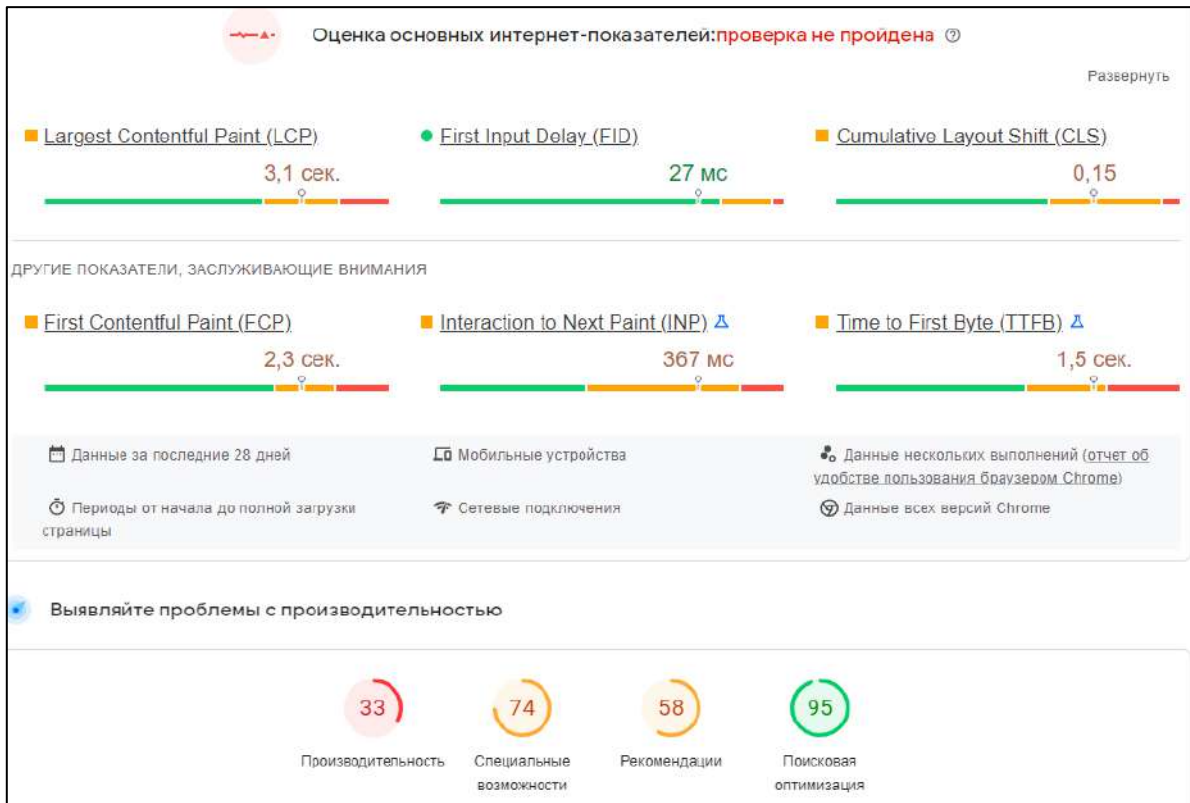 Оценка основных интернет-показателей:проверка не пройдена
Развернуть
Largest Contentful Paint (LCP)
3,1 сек.
First Input Delay (FID)
27 мс
Cumulative Layout Shift (CLS)
0,15
ДРУГИЕ ПОКАЗАТЕЛИ, ЗАСЛУЖИВАЮЩИЕ ВНИМАНИЯ
First Contentful Paint (FCP)
2,3 сек.
Interaction to Next Paint (INP)
367 мс
Time to First Byte (TTFB)
1,5 сек.
Данные за последние 28 дней
Мобильные устройства
Данные нескольких выполнений (отчет об
удобстве пользования браузером Chrome)
Периоды от начала до полной загрузки
страницы
Сетевые подключения
Данные всех версий Chrome
Выявляйте проблемы с производительностью
33
Производительность
74
Специальные
возможности
58
Рекомендации
95
Поисковая
оптимизация